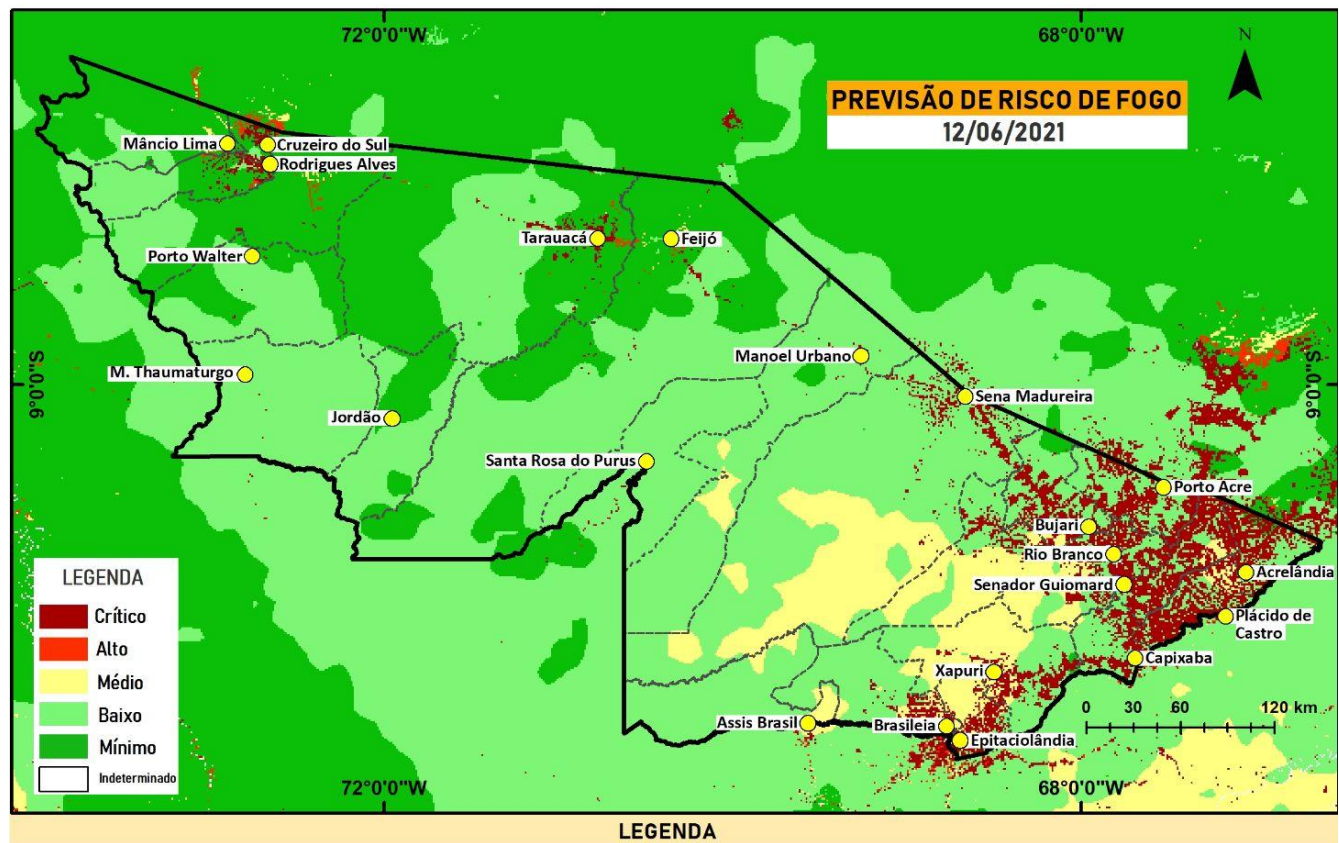 72°0'0"W
68°0'0"W
N
PREVISÃO DE RISCO DE FOGO
12/06/2021
Mâncio Lima
Cruzeiro do Sul
Rodrigues Alves
Tarauacá
Feijó
Porto Walter
Manoel Urbano
M. Thaumaturgo
9°0'0"S
9°0'0"S
Sena Madureira
Jordão
Santa Rosa do Purus
Porto Acre
Bujari
Rio Branco
Senador Guiomard
Acrelândia
Plácido de
Castro
Capixaba
Xapuri
Assis Brasil
Brasileia
Epitaciolândia
0 30 60 120 km
LEGENDA
Crítico
Alto
Médio
Baixo
Mínimo
Indeterminado
72°0'0"W
68°0'0"W
LEGENDA